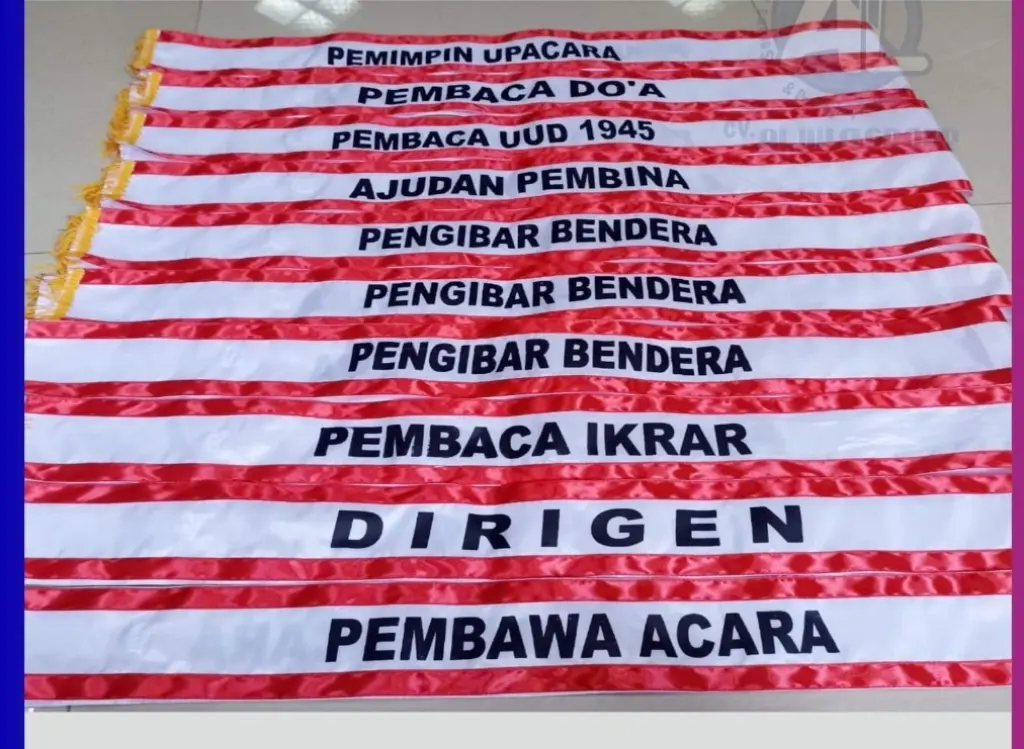 PEMIMPIN UPACARA
PEMBACA DO'A
PEMBACA UUD 1945
AJUDAN PEMBINA
PENGIBAR BENDERA
PENGIBAR BENDERA
PENGIBAR BENDERA
PEMBACA IKRAR
DIRIGEN
PEMBAWA ACARA